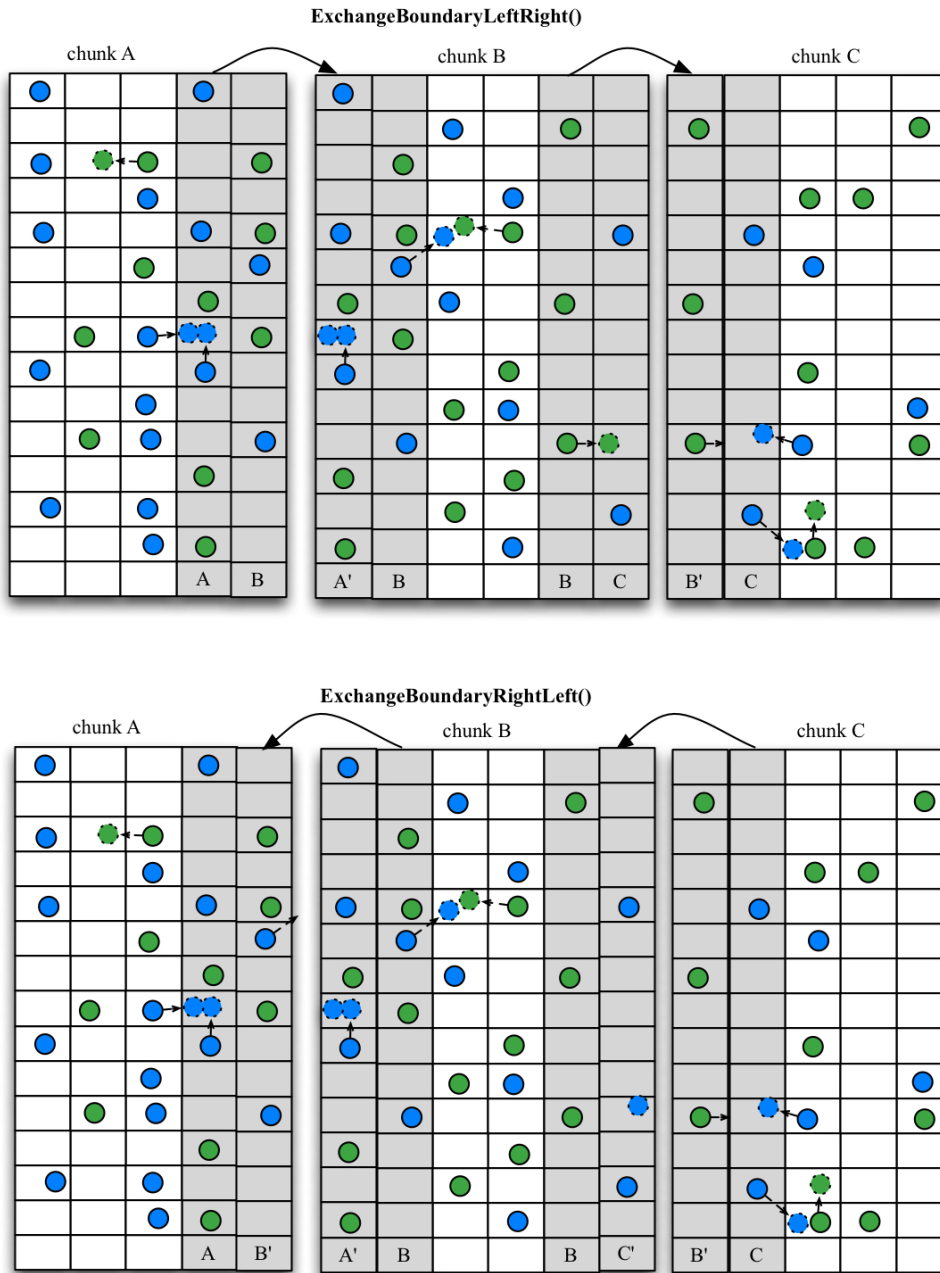 ExchangeBoundaryLeftRight()
chunk A chunk B chunk C
A B A' B B C B' C
ExchangeBoundaryRightLeft()
chunk A chunk B chunk C
A B' A' B B C' B' C